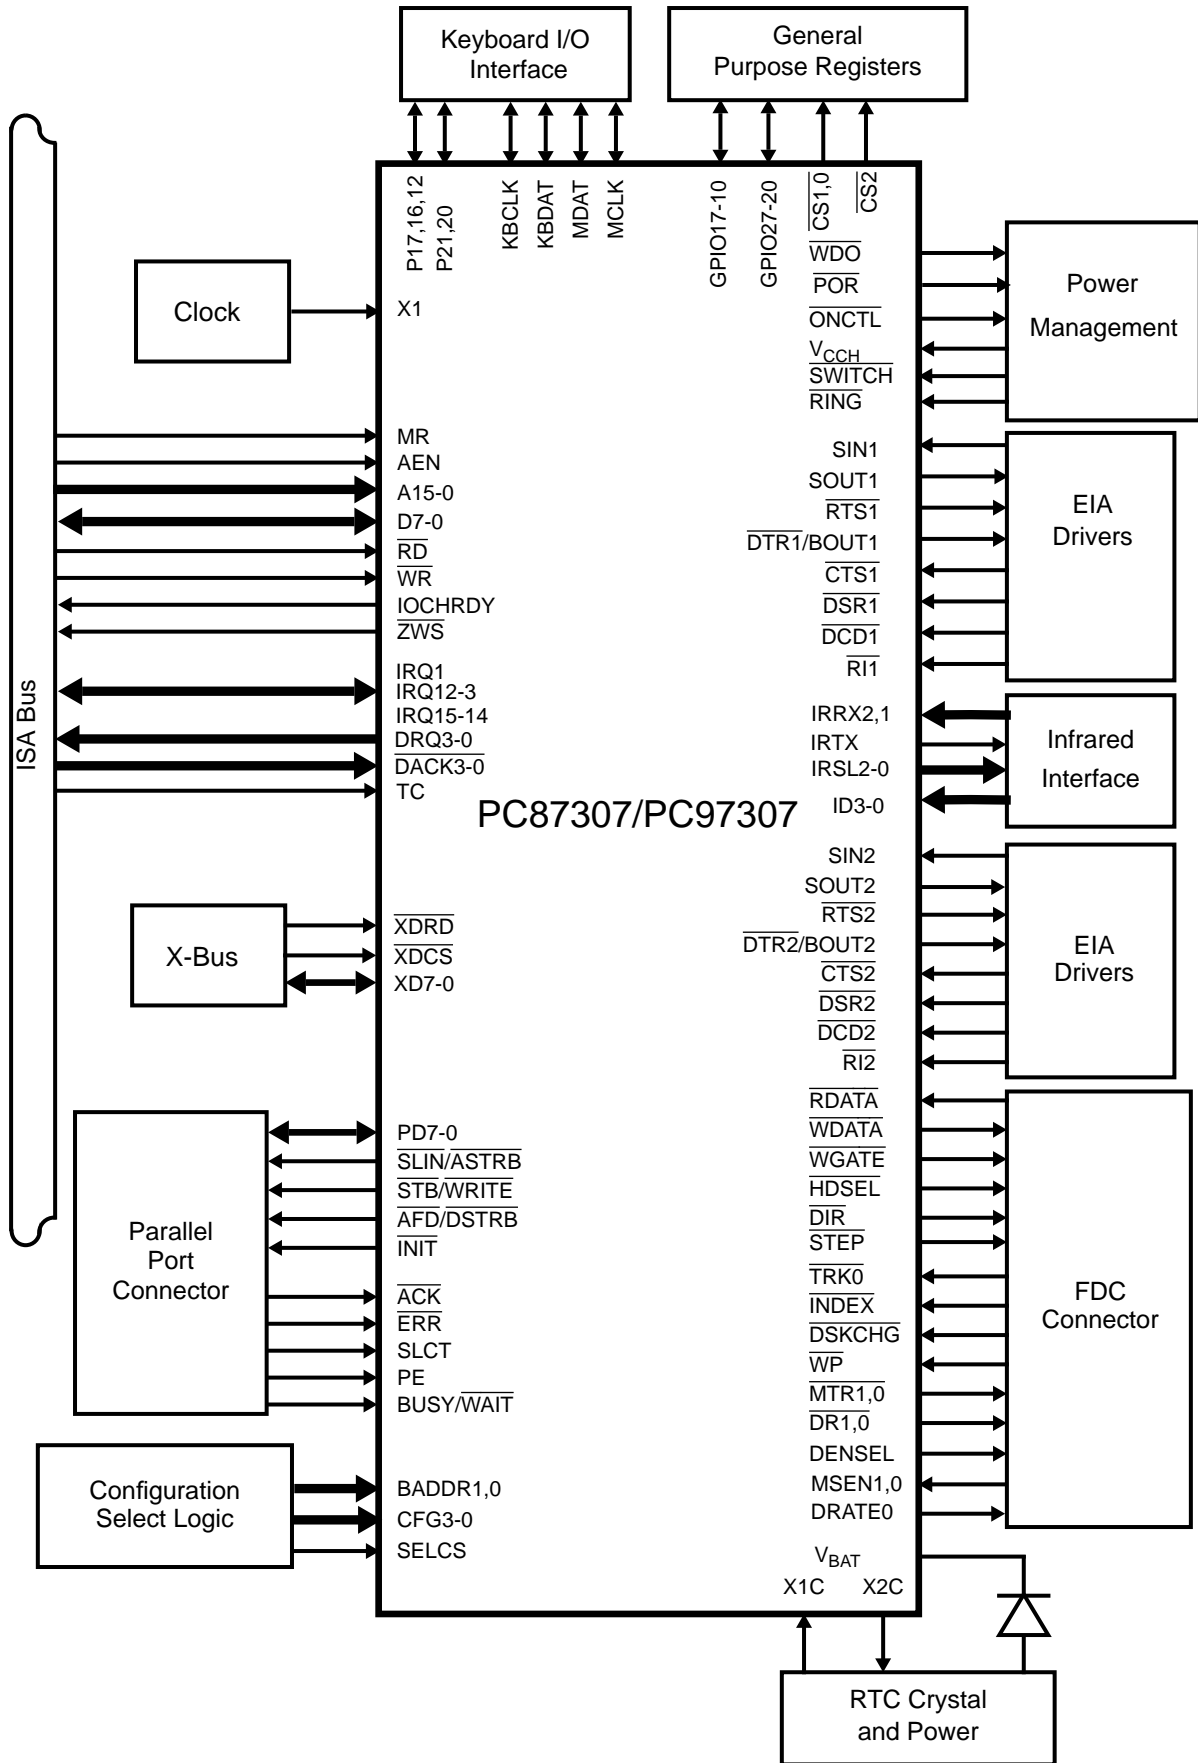 Keyboard I/O
Interface
General
Purpose Registers
P17,16,12
P21,20
KBCLK
KBDAT
MDAT
MCLK
GPIO17-10
GPIO27-20
CS1,0
CS2
Clock
X1
WDO
POR
ONCTL
VCCH
SWITCH
RING
Power
Management
ISA Bus
MR
AEN
A15-0
D7-0
RD
WR
IOCHRDY
ZWS
IRQ1
IRQ12-3
IRQ15-14
DRQ3-0
DACK3-0
TC
SIN1
SOUT1
RTS1
DTR1/BOUT1
CTS1
DSR1
DCD1
RI1
EIA
Drivers
IRRX2,1
IRTX
IRSL2-0
ID3-0
Infrared
Interface
PC87307/PC97307
SIN2
SOUT2
RTS2
DTR2/BOUT2
CTS2
DSR2
DCD2
RI2
EIA
Drivers
X-Bus
XDRD
XDCS
XD7-0
Parallel
Port
Connector
PD7-0
SLIN/ASTRB
STB/WRITE
AFD/DSTRB
INIT
ACK
ERR
SLCT
PE
BUSY/WAIT
RDATA
WDATA
WGATE
HDSEL
DIR
STEP
TRK0
INDEX
DSKCHG
WP
MTR1,0
DR1,0
DENSEL
MSEN1,0
DRATE0
FDC
Connector
Configuration
Select Logic
BADDR1,0
CFG3-0
SELCS
VBAT
X1C
X2C
RTC Crystal
and Power